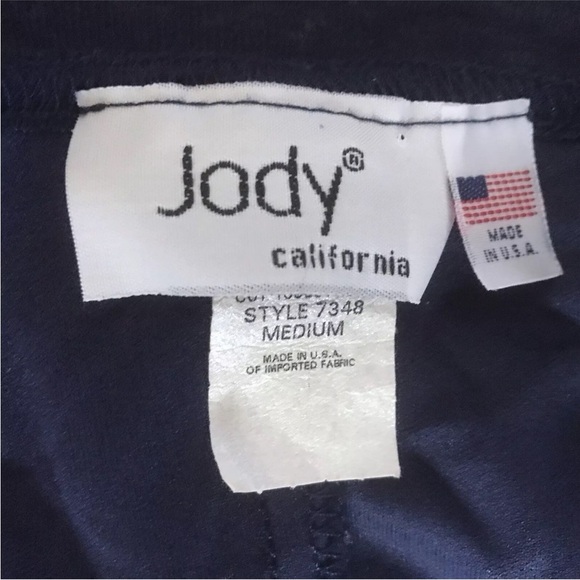 Jody®
california
MADE
IN U.S.A.
STYLE 7348
MEDIUM
MADE IN U.S.A.
OF IMPORTED FABRIC